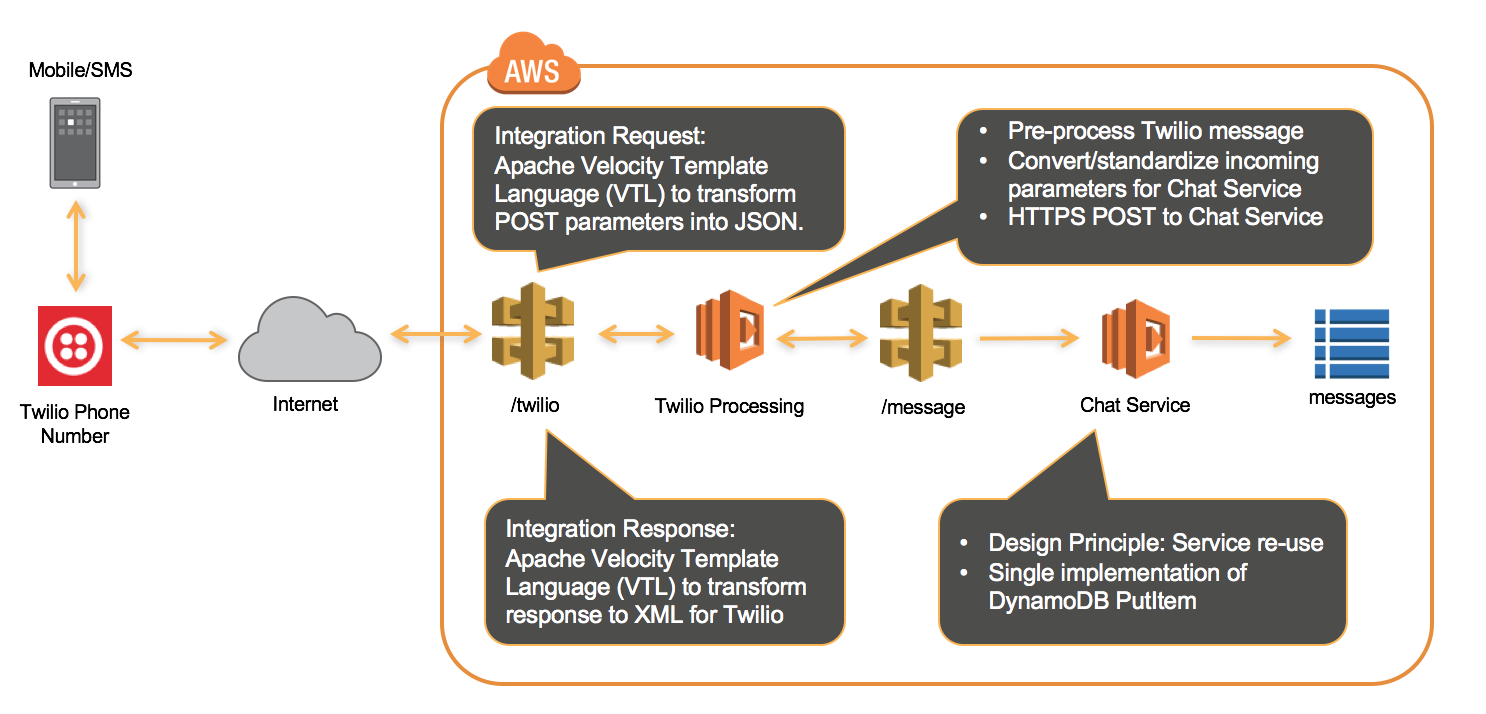 AWS
Mobile/SMS
Integration Request:
Apache Velocity Template
Language (VTL) to transform
POST parameters into JSON.
• Pre-process Twilio message
• Convert/standardize incoming
parameters for Chat Service
• HTTPS POST to Chat Service
Twilio Phone
Number
Internet
/twilio
Twilio Processing
/message
Chat Service
messages
Integration Response:
Apache Velocity Template
Language (VTL) to transform
response to XML for Twilio
• Design Principle: Service re-use
• Single implementation of
DynamoDB PutItem